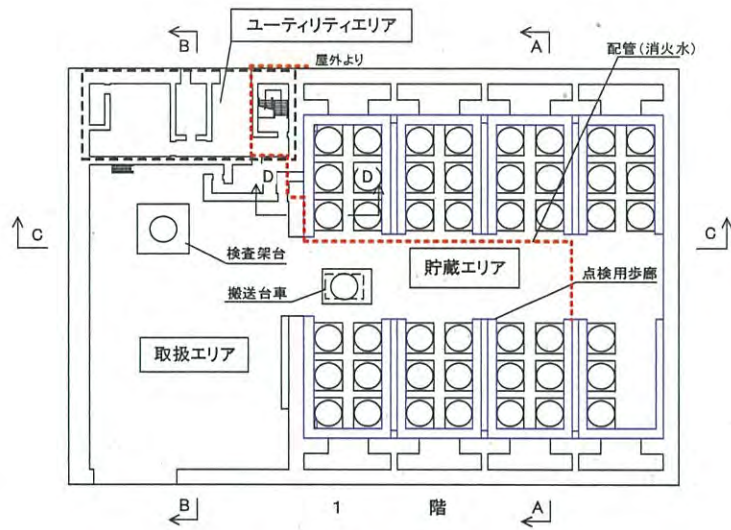 ユーティリティエリア
B
A
配管(消火水)
屋外より
D
(D)
C
C
検査架台
貯蔵エリア
搬送台車
点検用歩廊
取扱エリア
B
1 階
A